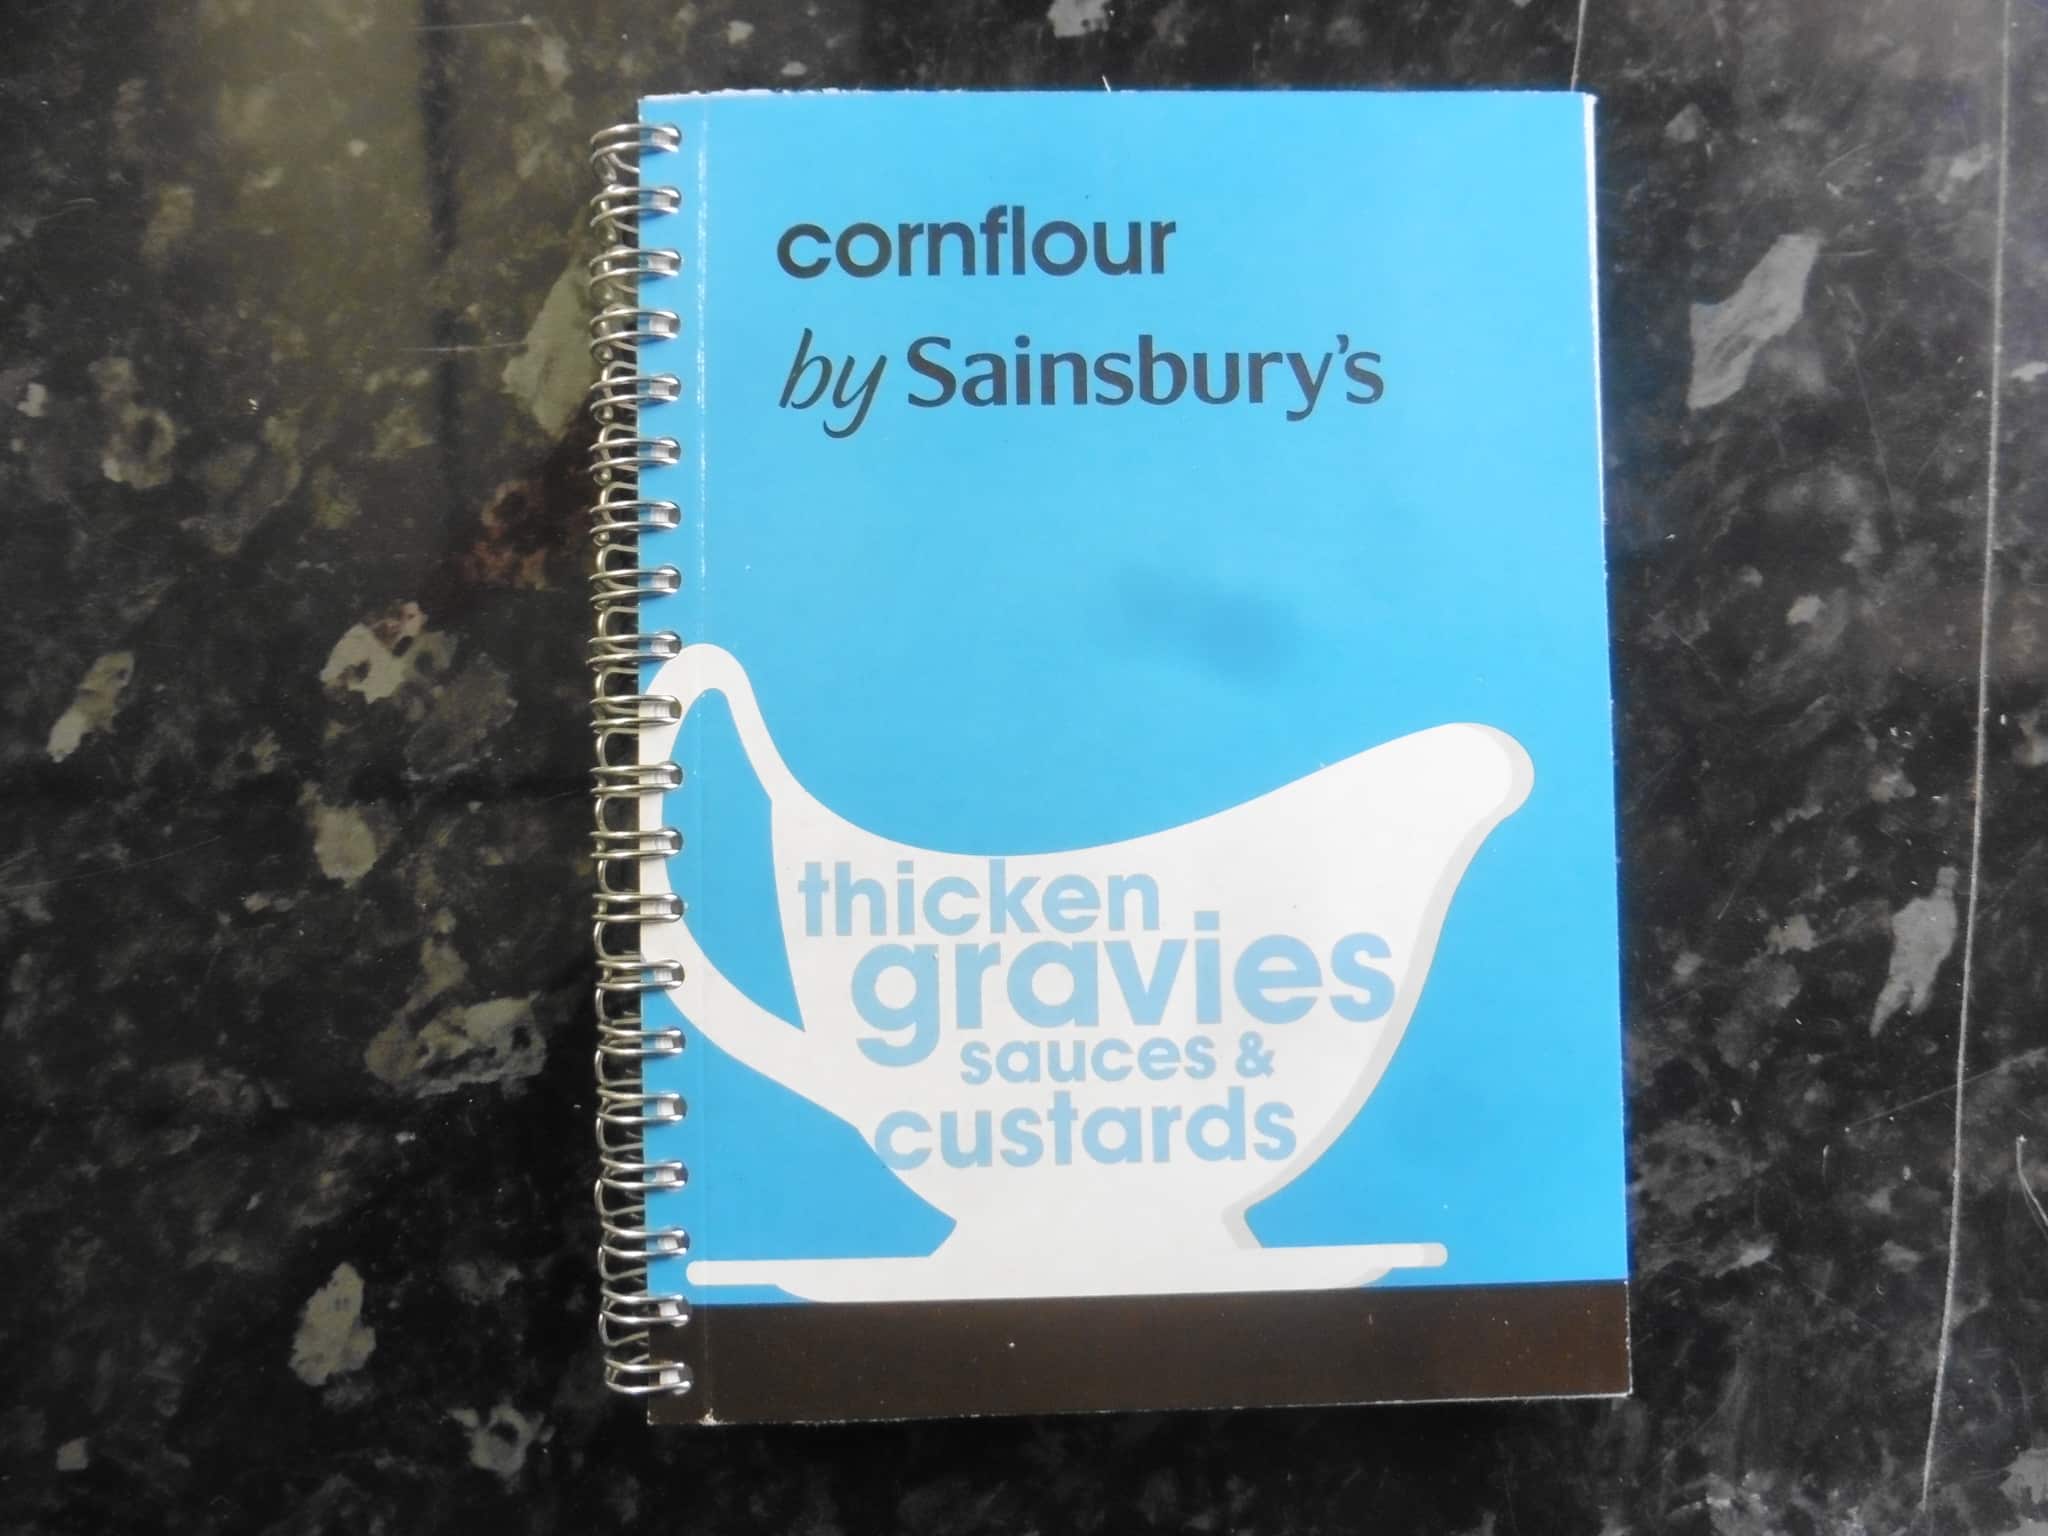 cornflour
by Sainsbury's
thicken
gravies
sauces &
custards